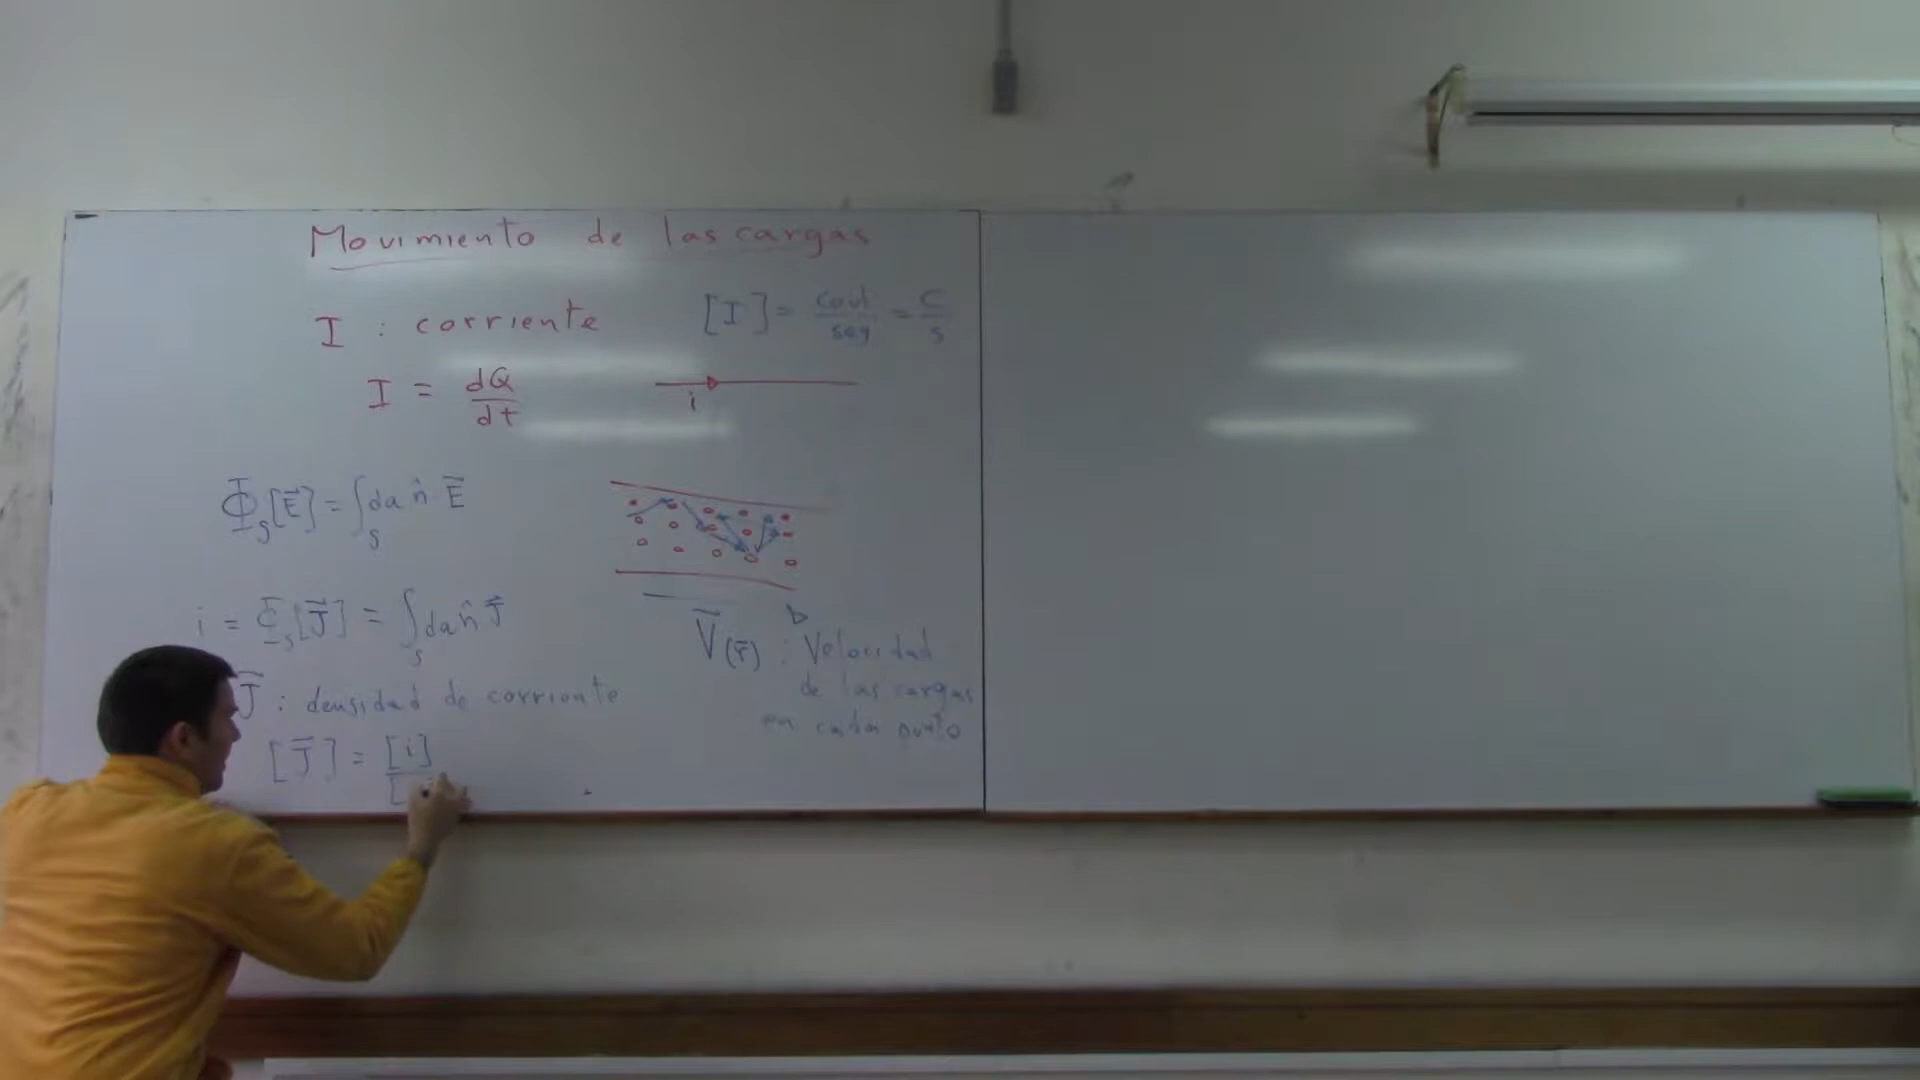 Movimiento de las cargas
I : corriente
[I] = coul/seg = C/s
I = dQ/dt
i
Φ_S[E⃗] = ∫_S da n̂ · E⃗
i = Φ_S[J⃗] = ∫_S da n̂ J⃗
J⃗ : densidad de corriente
[J⃗] = [i]/[
V⃗(r⃗) : Velocidad
de las cargas
en cada punto